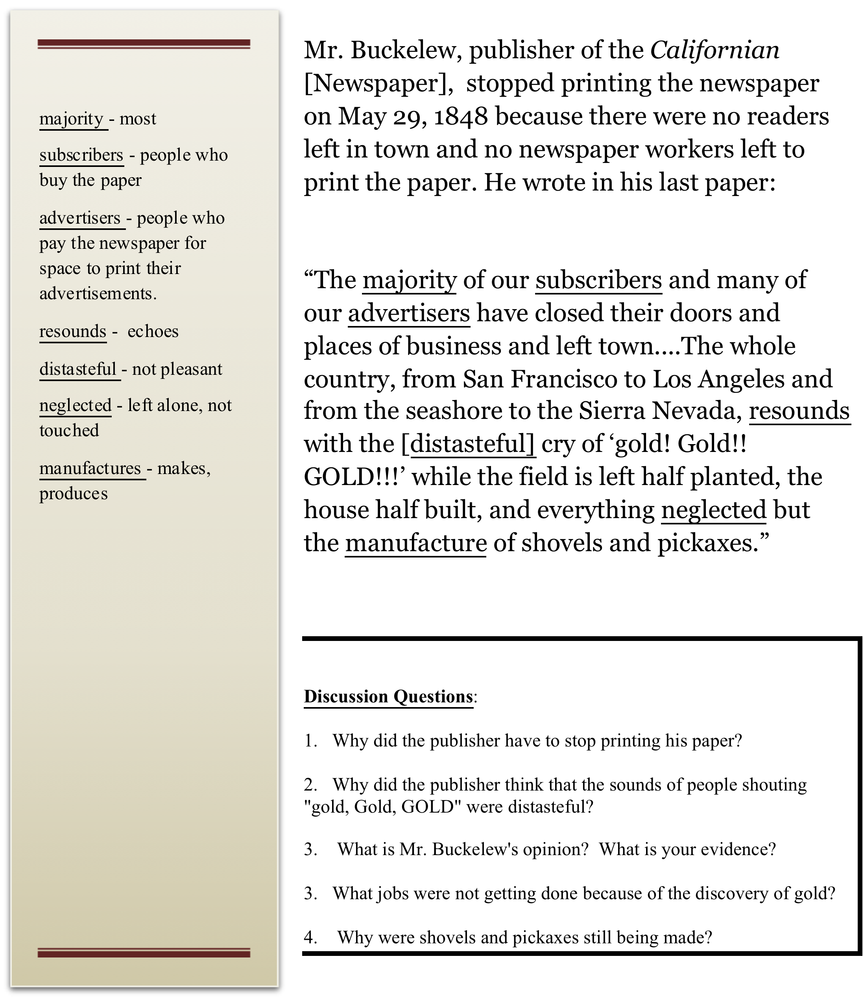 majority - most
subscribers - people who
buy the paper
advertisers - people who
pay the newspaper for
space to print their
advertisements.
resounds -  echoes
distasteful - not pleasant
neglected - left alone, not
touched
manufactures - makes,
produces
Mr. Buckelew, publisher of the Californian
[Newspaper],  stopped printing the newspaper
on May 29, 1848 because there were no readers
left in town and no newspaper workers left to
print the paper. He wrote in his last paper:
“The majority of our subscribers and many of
our advertisers have closed their doors and
places of business and left town....The whole
country, from San Francisco to Los Angeles and
from the seashore to the Sierra Nevada, resounds
with the [distasteful] cry of ‘gold! Gold!!
GOLD!!!’ while the field is left half planted, the
house half built, and everything neglected but
the manufacture of shovels and pickaxes.”
Discussion Questions:
1.   Why did the publisher have to stop printing his paper?
2.   Why did the publisher think that the sounds of people shouting
"gold, Gold, GOLD" were distasteful?
3.    What is Mr. Buckelew's opinion?  What is your evidence?
3.   What jobs were not getting done because of the discovery of gold?
4.    Why were shovels and pickaxes still being made?